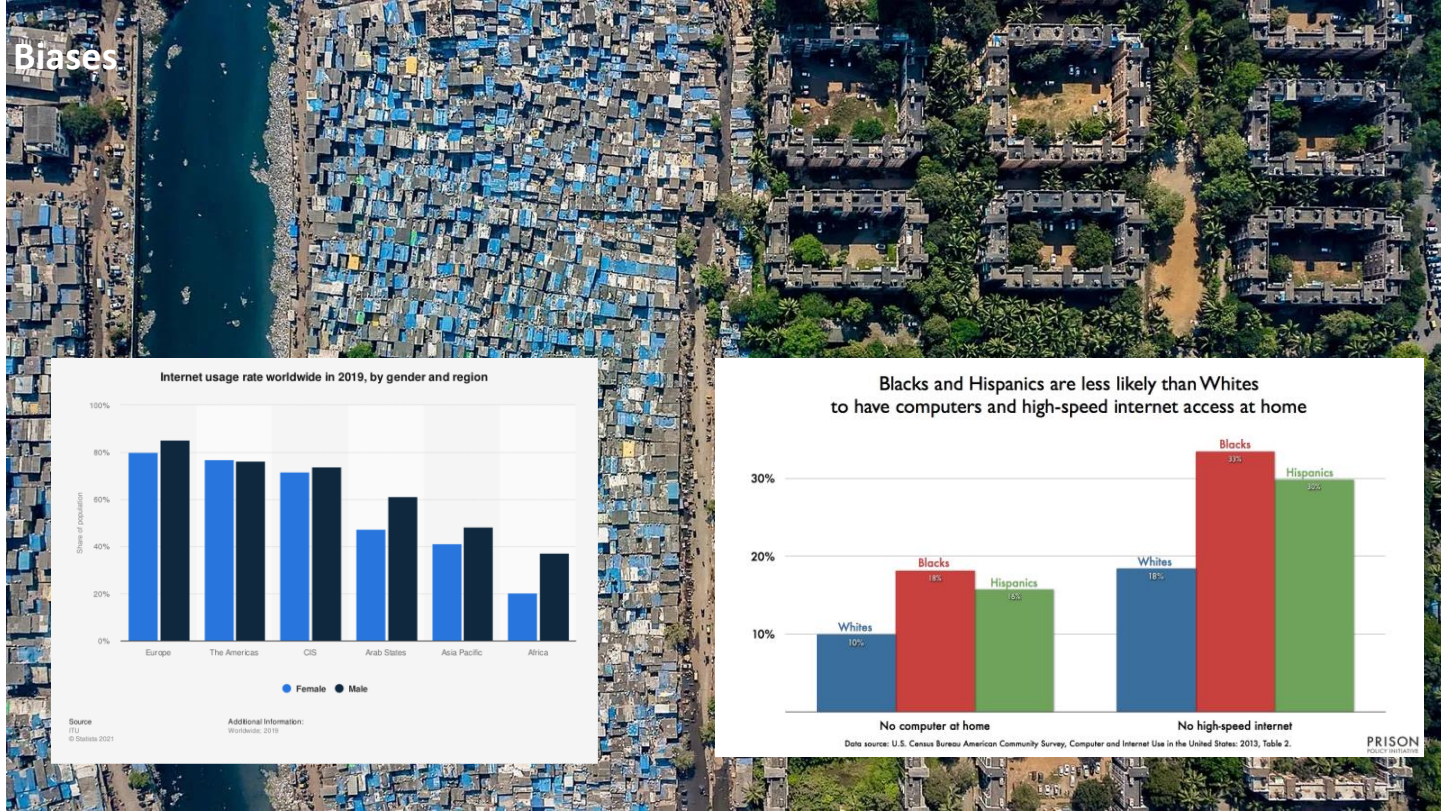 Biases
Internet usage rate worldwide in 2019, by gender and region
100%
80%
60%
40%
20%
0%
Share of population
Europe
The Americas
CIS
Arab States
Asia Pacific
Africa
Female
Male
Source
ITU
© Statista 2021
Additional Information:
Worldwide; 2019
Blacks and Hispanics are less likely than Whites
to have computers and high-speed internet access at home
30%
20%
10%
Whites
10%
Blacks
18%
Hispanics
16%
Whites
18%
Blacks
33%
Hispanics
30%
No computer at home
No high-speed internet
Data source: U.S. Census Bureau American Community Survey, Computer and Internet Use in the United States: 2013, Table 2.
PRISON
POLICY INITIATIVE